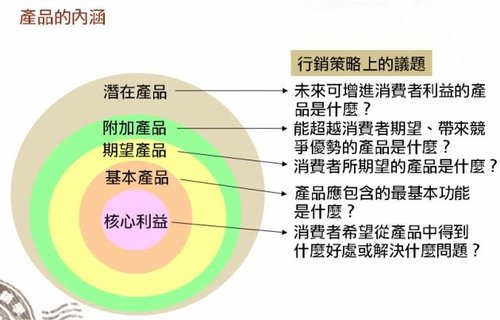 產品的內涵
行銷策略上的議題
潛在產品
未來可增進消費者利益的產
品是什麼？
附加產品
能超越消費者期望、帶來競
爭優勢的產品是什麼？
期望產品
消費者所期望的產品是什麼？
基本產品
產品應包含的最基本功能
是什麼？
核心利益
消費者希望從產品中得到
什麼好處或解決什麼問題？